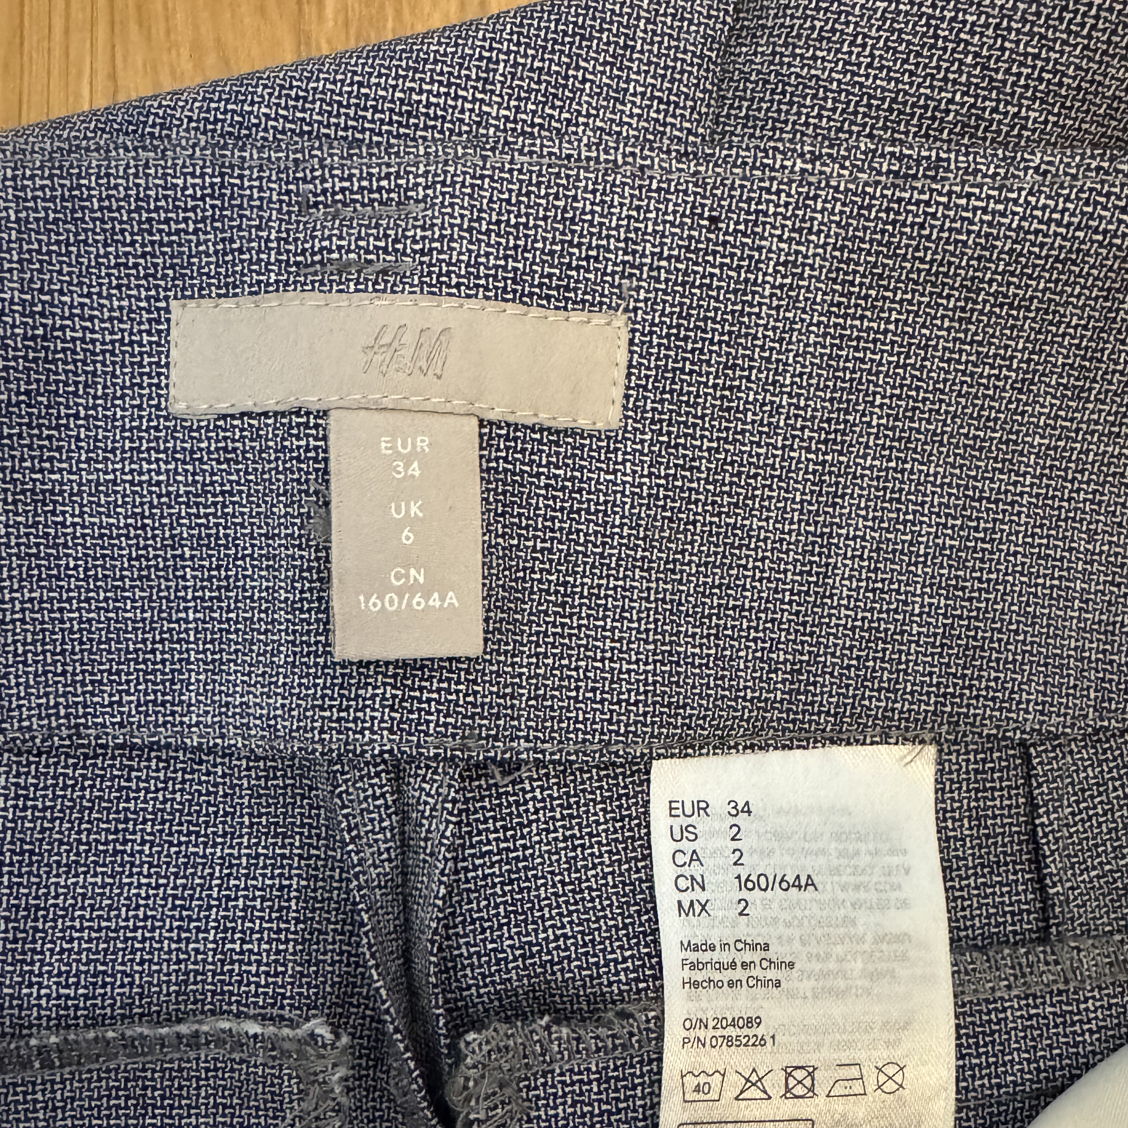 H&M
EUR
34
UK
6
CN
160/64A
EUR 34
US 2
CA 2
CN 160/64A
MX 2
Made in China
Fabriqué en Chine
Hecho en China
O/N 204089
P/N 0785226 1
40